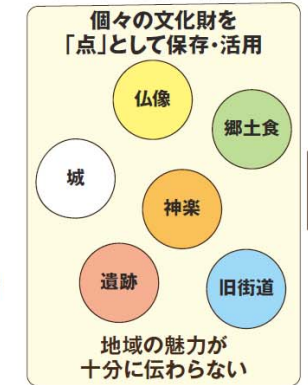 個々の文化財を
「点」として保存・活用
仏像
郷土食
城
神楽
遺跡
旧街道
地域の魅力が
十分に伝わらない